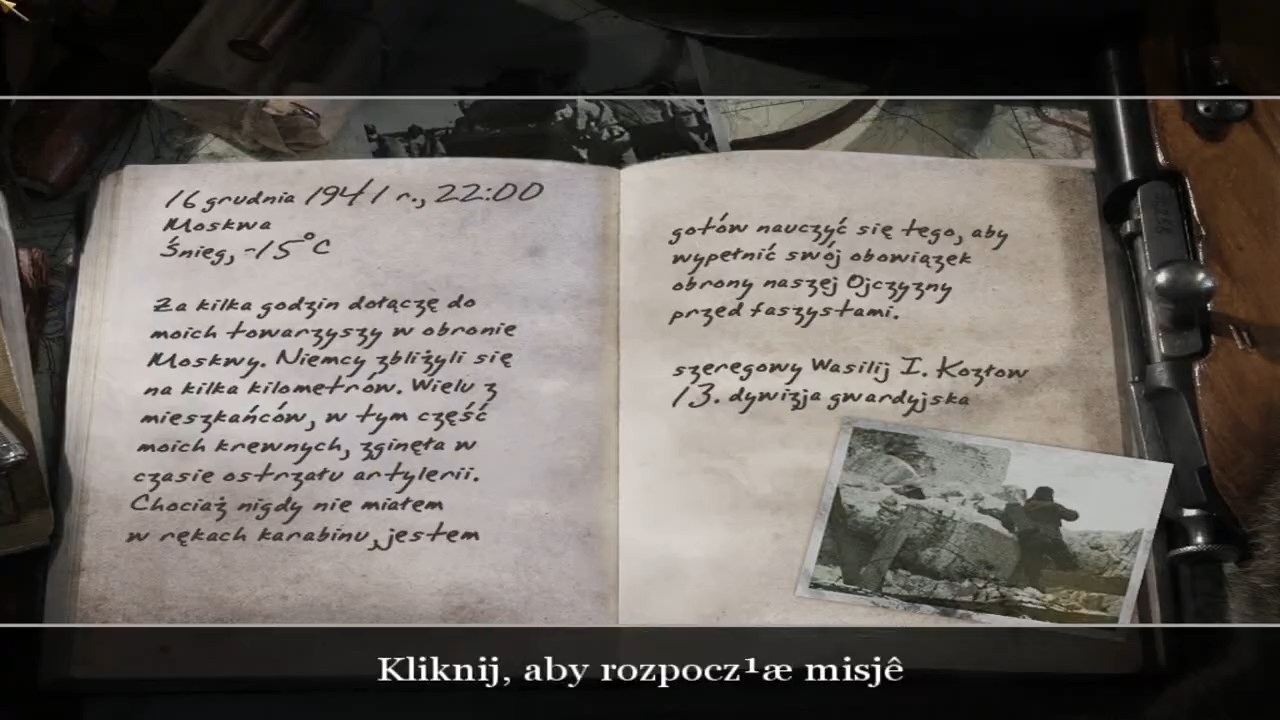 16 grudnia 1941 r., 22:00
Moskwa
Śnieg, -15°C
Za kilka godzin dołączę do
moich towarzyszy w obronie
Moskwy. Niemcy zbliżyli się
na kilka kilometrów. Wielu z
mieszkańców, w tym część
moich krewnych, zginęła w
czasie ostrzału artylerii.
Chociaż nigdy nie miałem
w rękach karabinu, jestem
gotów nauczyć się tego, aby
wypełnić swój obowiązek
obrony naszej Ojczyzny
przed faszystami.
szeregowy Wasilij I. Kozłow
13. dywizja gwardyjska
Kliknij, aby rozpocz¹æ misjê